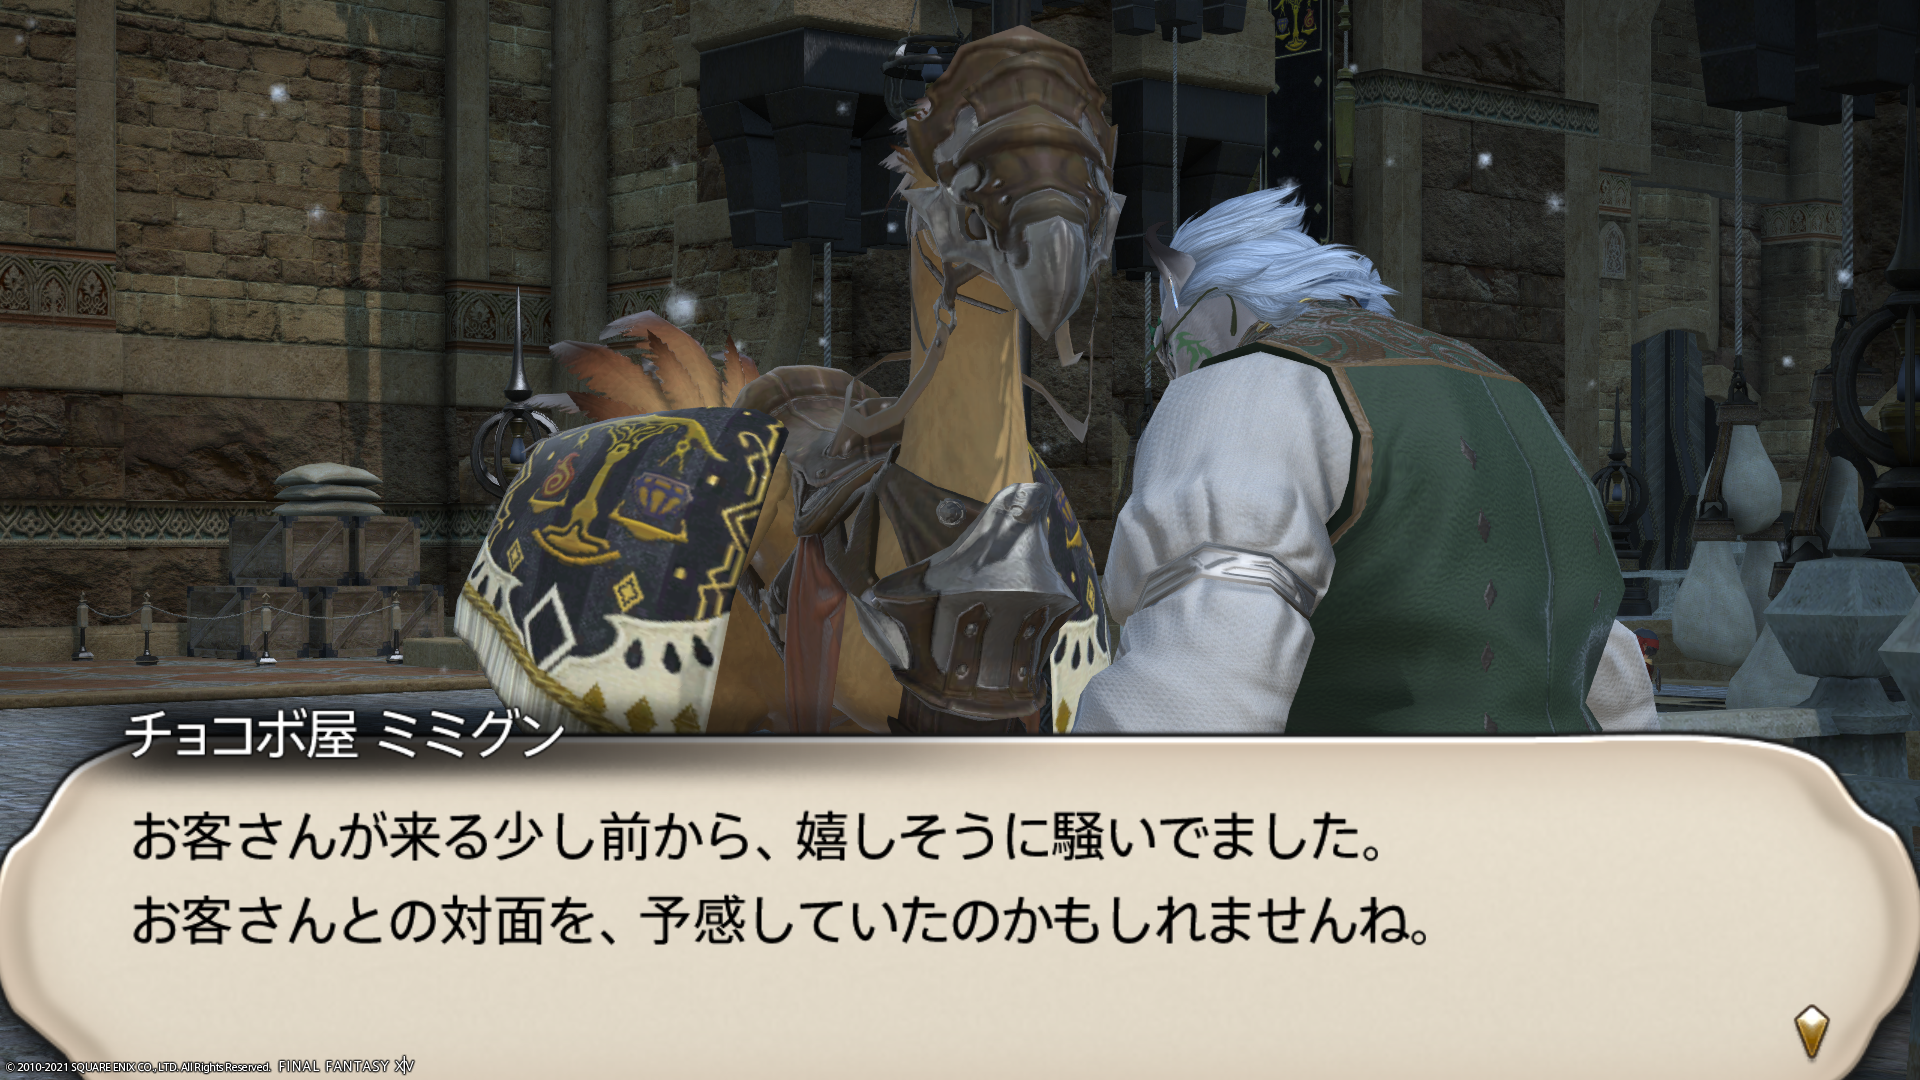 チョコボ屋 ミミグン
お客さんが来る少し前から、嬉しそうに騒いでました。
お客さんとの対面を、予感していたのかもしれませんね。
© 2010-2021 SQUARE ENIX CO., LTD. All Rights Reserved. FINAL FANTASY XIV